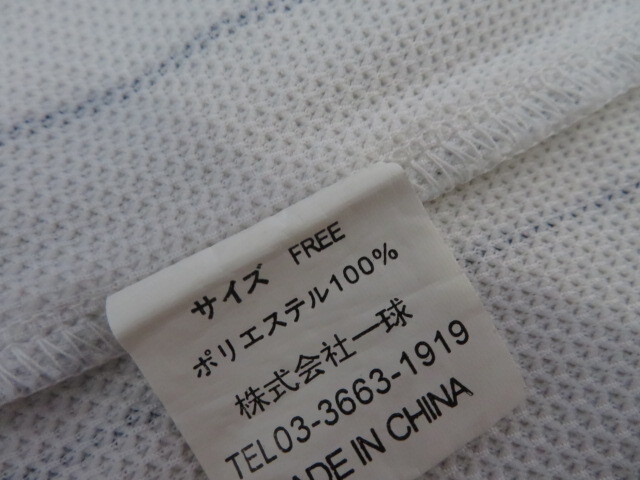 サイズ FREE
ポリエステル100%
株式会社一球
TEL03-3663-1919
MADE IN CHINA